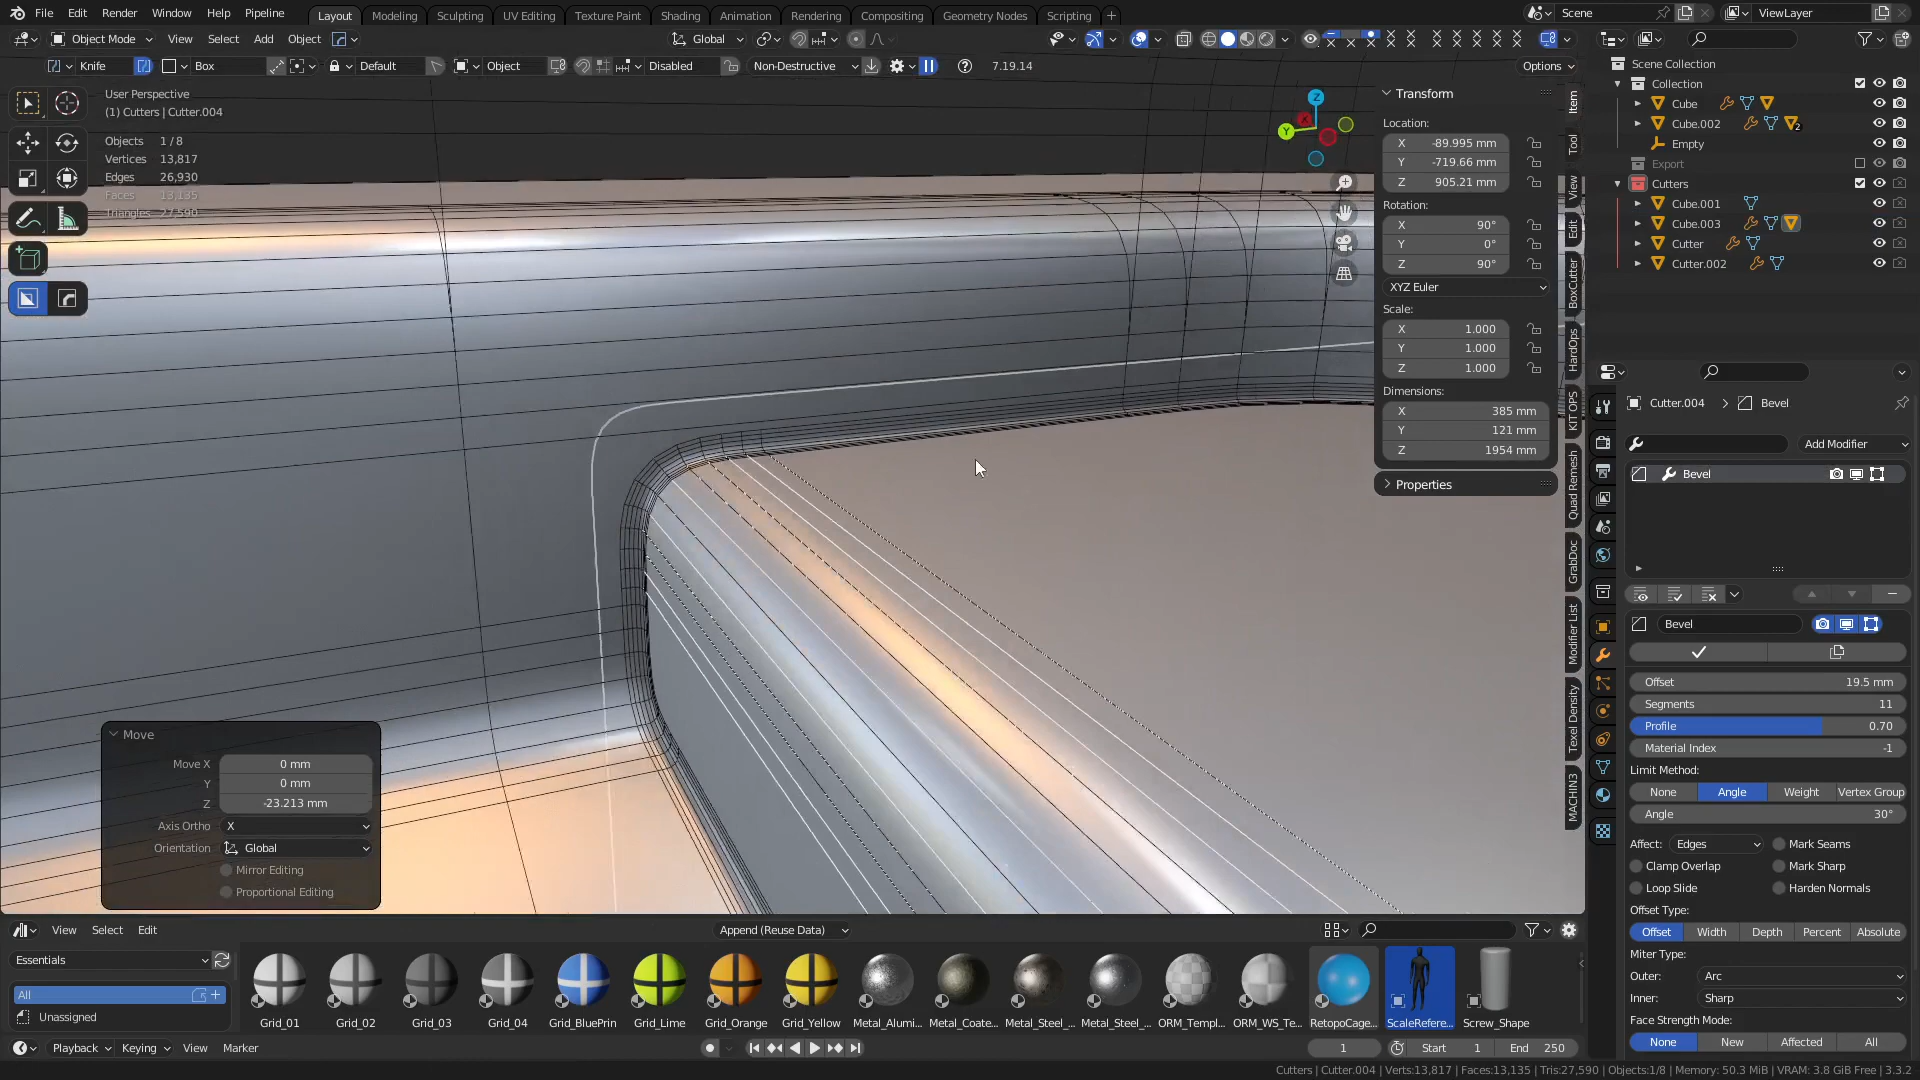 File Edit Render Window Help Pipeline Layout Modeling Sculpting UV Editing Texture Paint Shading Animation Rendering Compositing Geometry Nodes Scripting + Scene ViewLayer
Object Mode View Select Add Object Global
Knife Box Default Object Disabled Non-Destructive 7.19.14 Options
User Perspective
(1) Cutters | Cutter.004
Objects 1 / 8
Vertices 13,817
Edges 26,930
Faces 13,135
Triangles 27,590
Z
Y
X
Transform
Location:
X -89.995 mm
Y -719.66 mm
Z 905.21 mm
Rotation:
X 90°
Y 0°
Z 90°
XYZ Euler
Scale:
X 1.000
Y 1.000
Z 1.000
Dimensions:
X 385 mm
Y 121 mm
Z 1954 mm
Properties
Item
Tool
View
Edit
BoxCutter
HardOps
KIT OPS
Quad Remesh
GrabDoc
Modifier List
Texel Density
MACHIN3
Scene Collection
Collection
Cube
Cube.002 2
Empty
Export
Cutters
Cube.001
Cube.003
Cutter
Cutter.002
Cutter.004 Bevel
Add Modifier
Bevel
Bevel
Offset 19.5 mm
Segments 11
Profile 0.70
Material Index -1
Limit Method:
None Angle Weight Vertex Group
Angle 30°
Affect: Edges Mark Seams
Clamp Overlap Mark Sharp
Loop Slide Harden Normals
Offset Type:
Offset Width Depth Percent Absolute
Miter Type:
Outer: Arc
Inner: Sharp
Face Strength Mode:
None New Affected All
Move
Move X 0 mm
Y 0 mm
Z -23.213 mm
Axis Ortho X
Orientation Global
Mirror Editing
Proportional Editing
View Select Edit Append (Reuse Data)
Essentials
All
Unassigned
Grid_01 Grid_02 Grid_03 Grid_04 Grid_BluePrin Grid_Lime Grid_Orange Grid_Yellow Metal_Alumi... Metal_Coate... Metal_Steel_... Metal_Steel_... ORM_Templ... ORM_WS_Te... RetopoCage... ScaleRefere... Screw_Shape
Playback Keying View Marker 1 Start 1 End 250
Cutters | Cutter.004 | Verts:13,817 | Faces:13,135 | Tris:27,590 | Objects:1/8 | Memory: 50.3 MiB | VRAM: 3.8 GiB Free | 3.3.2